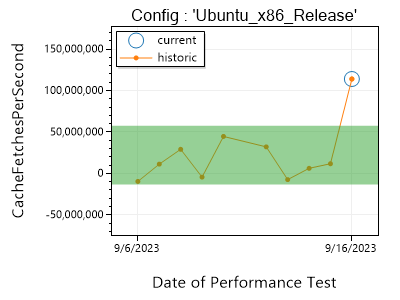 Config : 'Ubuntu_x86_Release'
current
historic
150,000,000
100,000,000
50,000,000
0
-50,000,000
CacheFetchesPerSecond
9/6/2023
9/16/2023
Date of Performance Test